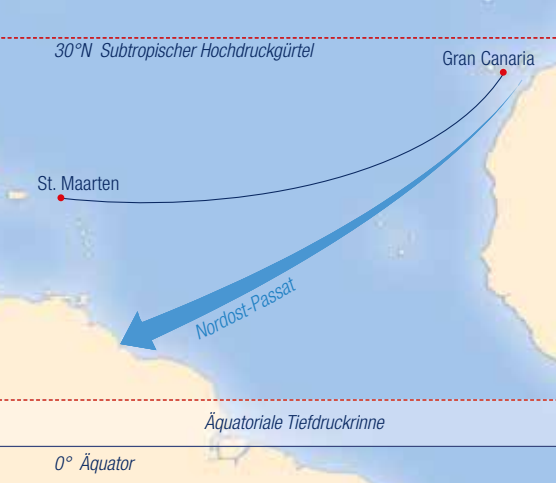 30°N Subtropischer Hochdruckgürtel
Gran Canaria
St. Maarten
Nordost-Passat
Äquatoriale Tiefdruckrinne
0° Äquator